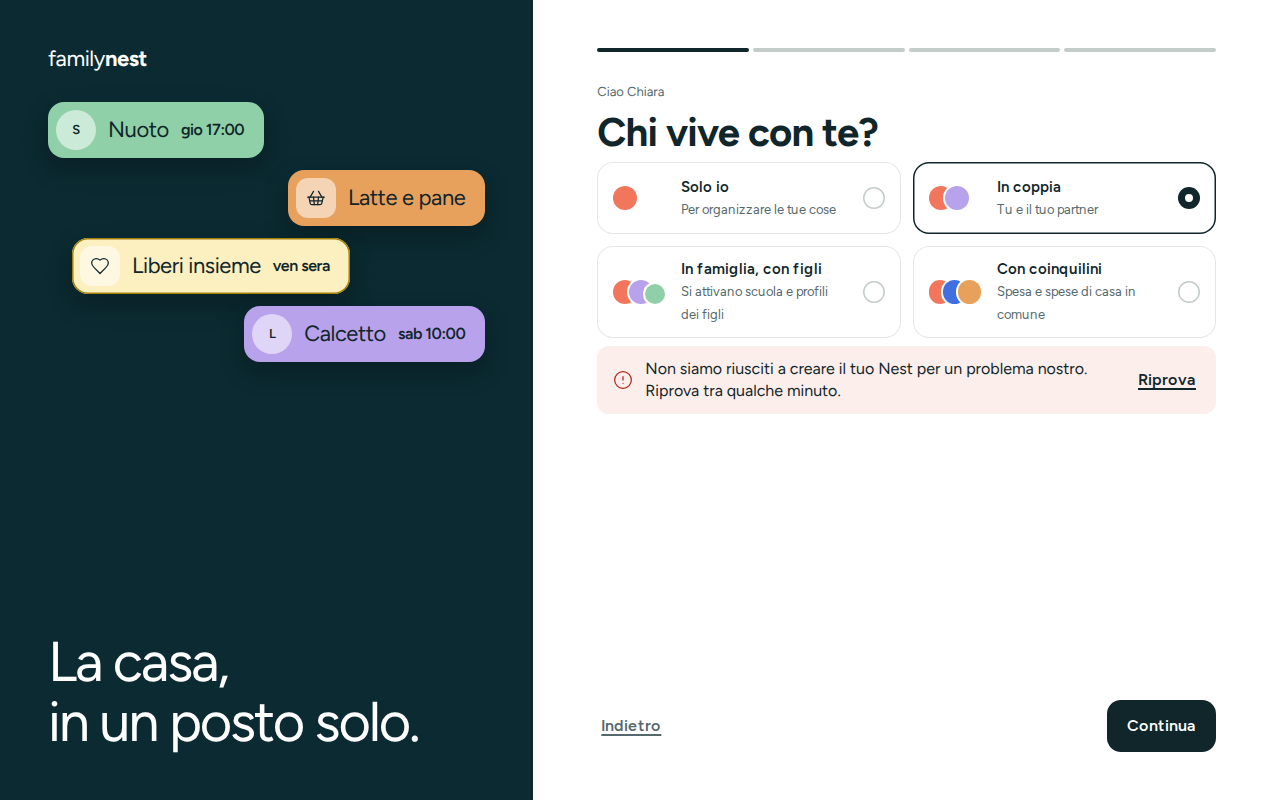 familynest
S Nuoto gio 17:00
Latte e pane
Liberi insieme ven sera
L Calcetto sab 10:00
La casa,
in un posto solo.
Ciao Chiara
Chi vive con te?
Solo io
Per organizzare le tue cose
In coppia
Tu e il tuo partner
In famiglia, con figli
Si attivano scuola e profili
dei figli
Con coinquilini
Spesa e spese di casa in
comune
Non siamo riusciti a creare il tuo Nest per un problema nostro.
Riprova tra qualche minuto.
Riprova
Indietro
Continua